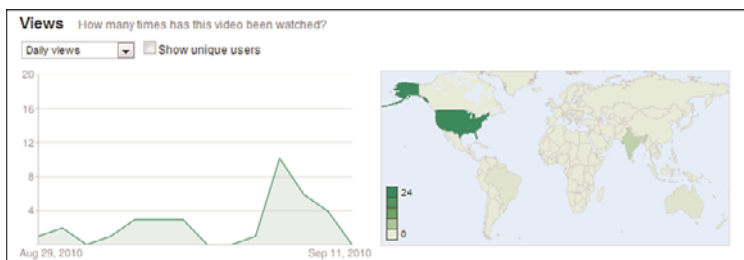 Views How many times has this video been watched?
Daily views Show unique users
20
16
12
8
4
Aug 29, 2010 Sep 11, 2010
24
0